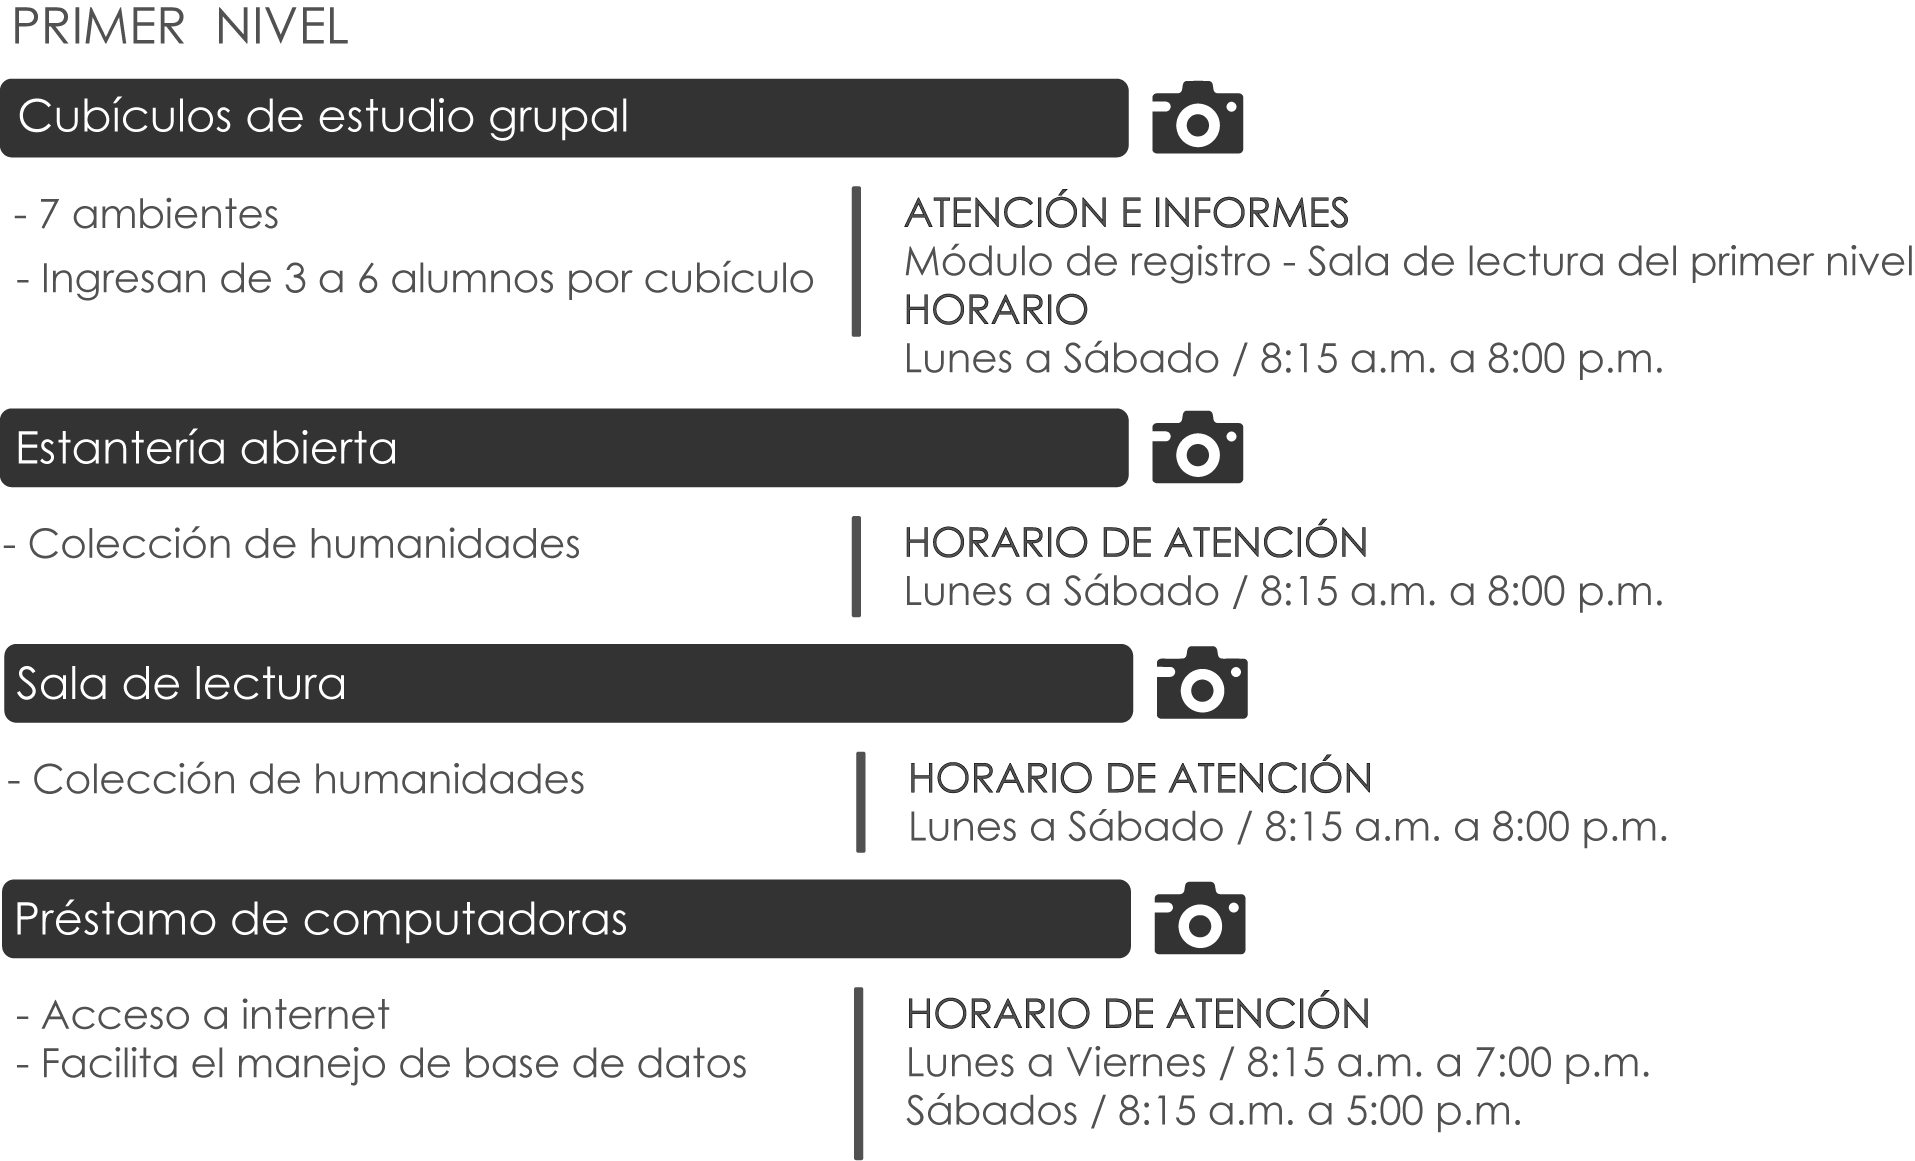 PRIMER NIVEL
Cubículos de estudio grupal
- 7 ambientes
- Ingresan de 3 a 6 alumnos por cubículo
ATENCIÓN E INFORMES
Módulo de registro - Sala de lectura del primer nivel
HORARIO
Lunes a Sábado / 8:15 a.m. a 8:00 p.m.
Estantería abierta
- Colección de humanidades
HORARIO DE ATENCIÓN
Lunes a Sábado / 8:15 a.m. a 8:00 p.m.
Sala de lectura
- Colección de humanidades
HORARIO DE ATENCIÓN
Lunes a Sábado / 8:15 a.m. a 8:00 p.m.
Préstamo de computadoras
- Acceso a internet
- Facilita el manejo de base de datos
HORARIO DE ATENCIÓN
Lunes a Viernes / 8:15 a.m. a 7:00 p.m.
Sábados / 8:15 a.m. a 5:00 p.m.